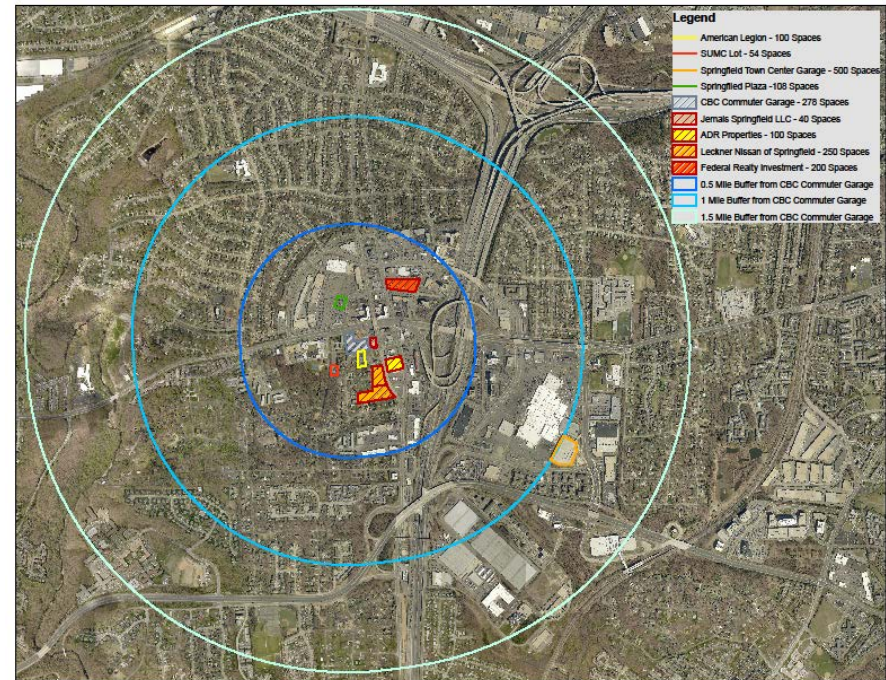 Legend
American Legion - 100 Spaces
SUMC Lot - 54 Spaces
Springfield Town Center Garage - 500 Spaces
Springflied Plaza -108 Spaces
CBC Commuter Garage - 278 Spaces
Jemals Springfield LLC - 40 Spaces
ADR Properties - 100 Spaces
Leckner Nissan of Springfield - 250 Spaces
Federal Realty Investment - 200 Spaces
0.5 Mile Buffer from CBC Commuter Garage
1 Mile Buffer from CBC Commuter Garage
1.5 Mile Buffer from CBC Commuter Garage